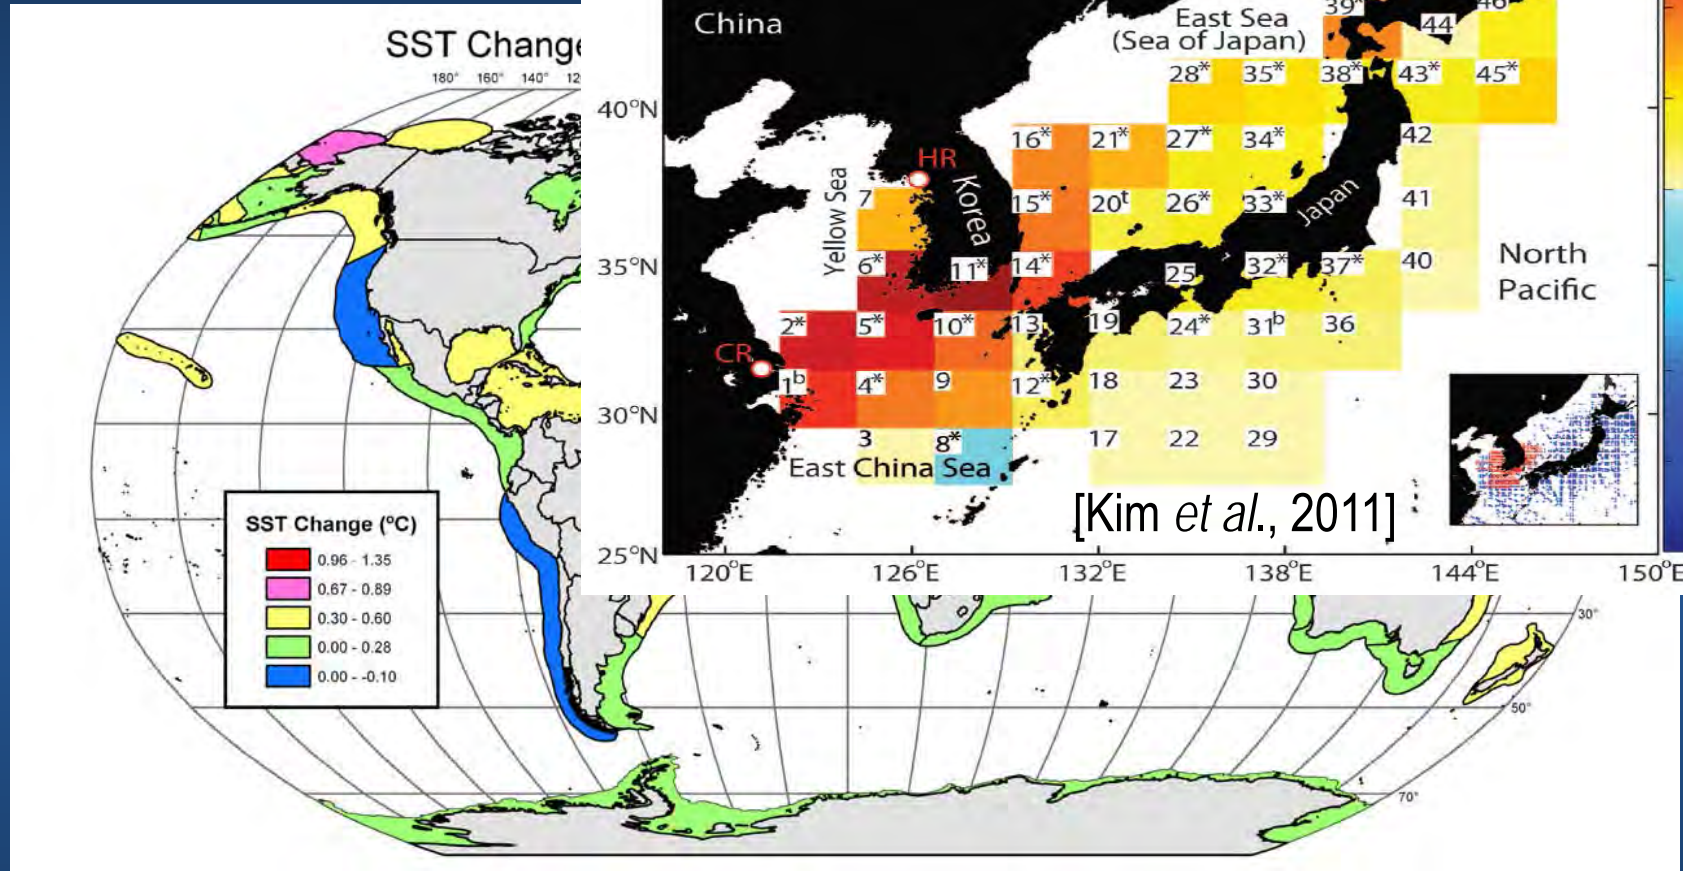 SST Change
180° 160° 140° 12
SST Change (°C)
0.96 - 1.35
0.67 - 0.89
0.30 - 0.60
0.00 - 0.28
0.00 - -0.10
China
East Sea
(Sea of Japan)
39* 44 46
28* 35* 38* 43* 45*
40°N
16* 21* 27* 34* 42
HR
Yellow Sea
Korea
Japan
7 15* 20t 26* 33* 41
35°N
6* 11* 14* 25 32* 37* 40
North
Pacific
2* 5* 10* 13 19 24* 31b 36
CR
1b 4* 9 12* 18 23 30
30°N
3 8* 17 22 29
East China Sea
[Kim et al., 2011]
25°N
120°E 126°E 132°E 138°E 144°E 150°E
30°
50°
70°